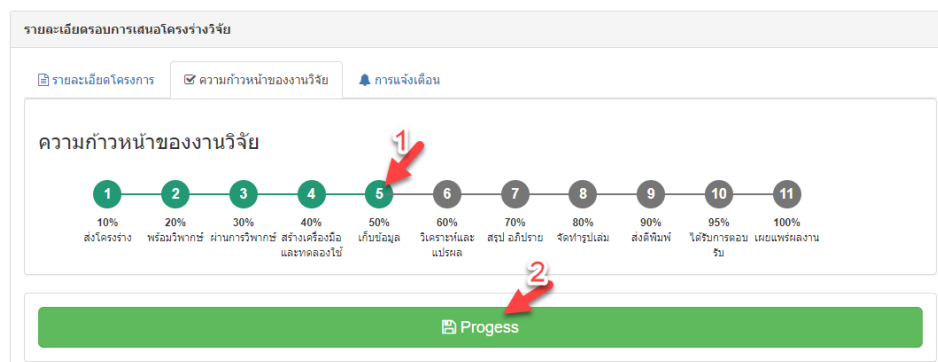 รายละเอียดรอบการเสนอโครงร่างวิจัย
รายละเอียดโครงการ ความก้าวหน้าของงานวิจัย การแจ้งเตือน
ความก้าวหน้าของงานวิจัย
1
1 2 3 4 5 6 7 8 9 10 11
10% 20% 30% 40% 50% 60% 70% 80% 90% 95% 100%
ส่งโครงร่าง พร้อมวิพากษ์ ผ่านการวิพากษ์ สร้างเครื่องมือ เก็บข้อมูล วิเคราะห์และ สรุป อภิปราย จัดทำรูปเล่ม ส่งตีพิมพ์ ได้รับการตอบ เผยแพร่ผลงาน
และทดลองใช้ แปรผล รับ
2
Progess